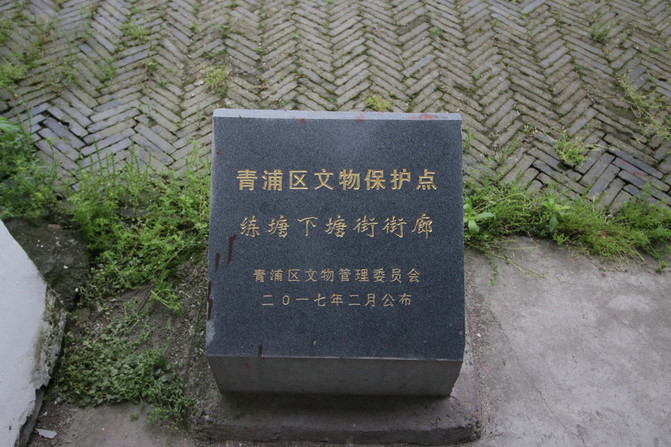 青浦区文物保护点
练塘下塘街街廊
青浦区文物管理委员会
二〇一七年二月公布